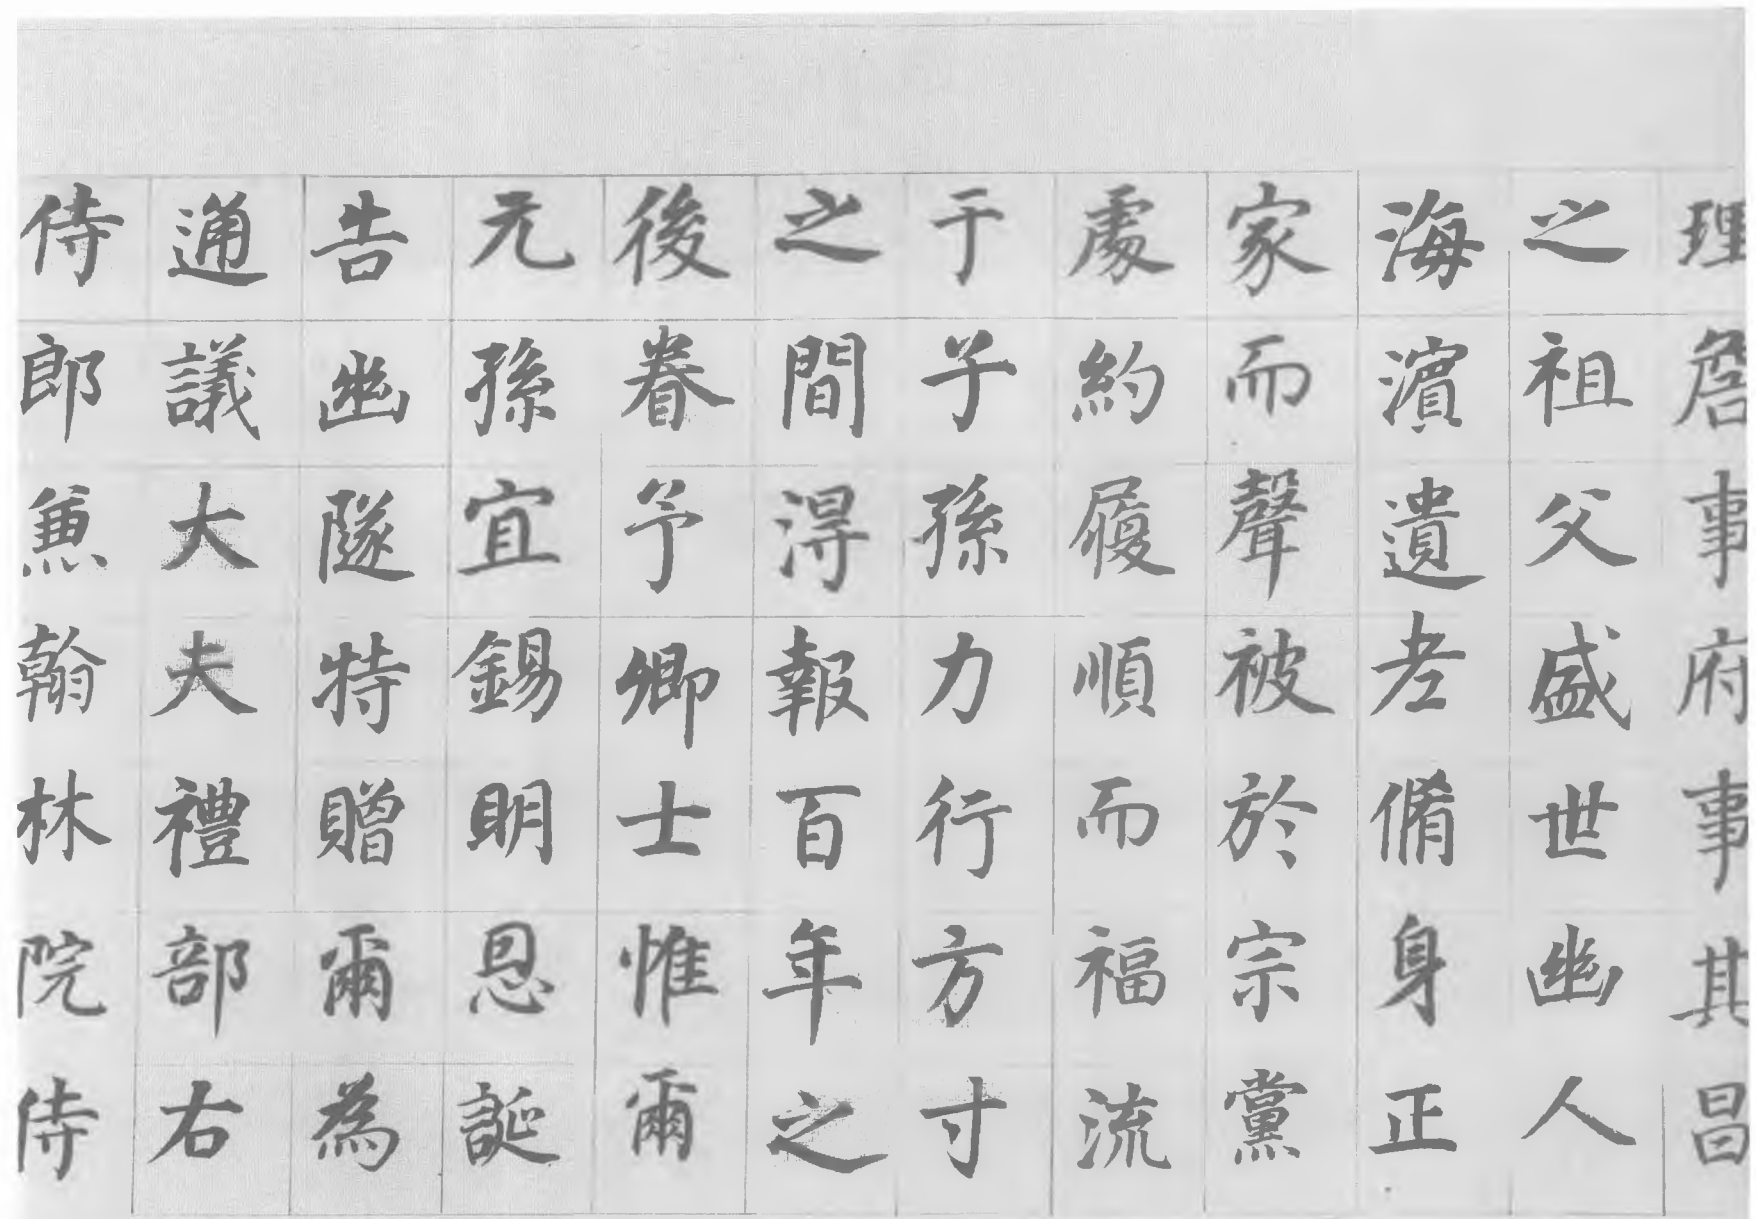 理詹事府事其昌
之祖父盛世幽人
海濵遺老脩身正
家而聲被於宗黨
處約履順而福流
于子孫力行方寸
之間淂報百年之
後眷予卿士惟爾
元孫宜錫明恩誕
告幽隧特贈爾為
通議大夫禮部右
侍郎兼翰林院侍